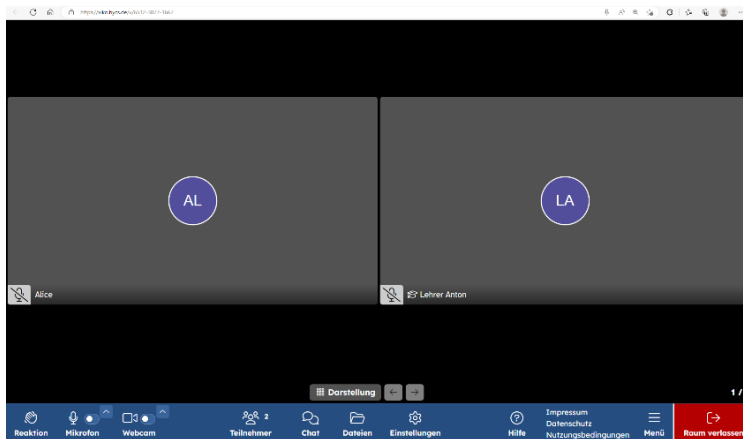 AL
LA
Alice
Lehrer Anton
Darstellung
1 /
Reaktion
Mikrofon
Webcam
2
Teilnehmer
Chat
Dateien
Einstellungen
Hilfe
Impressum
Datenschutz
Nutzungsbedingungen
Menü
Raum verlassen